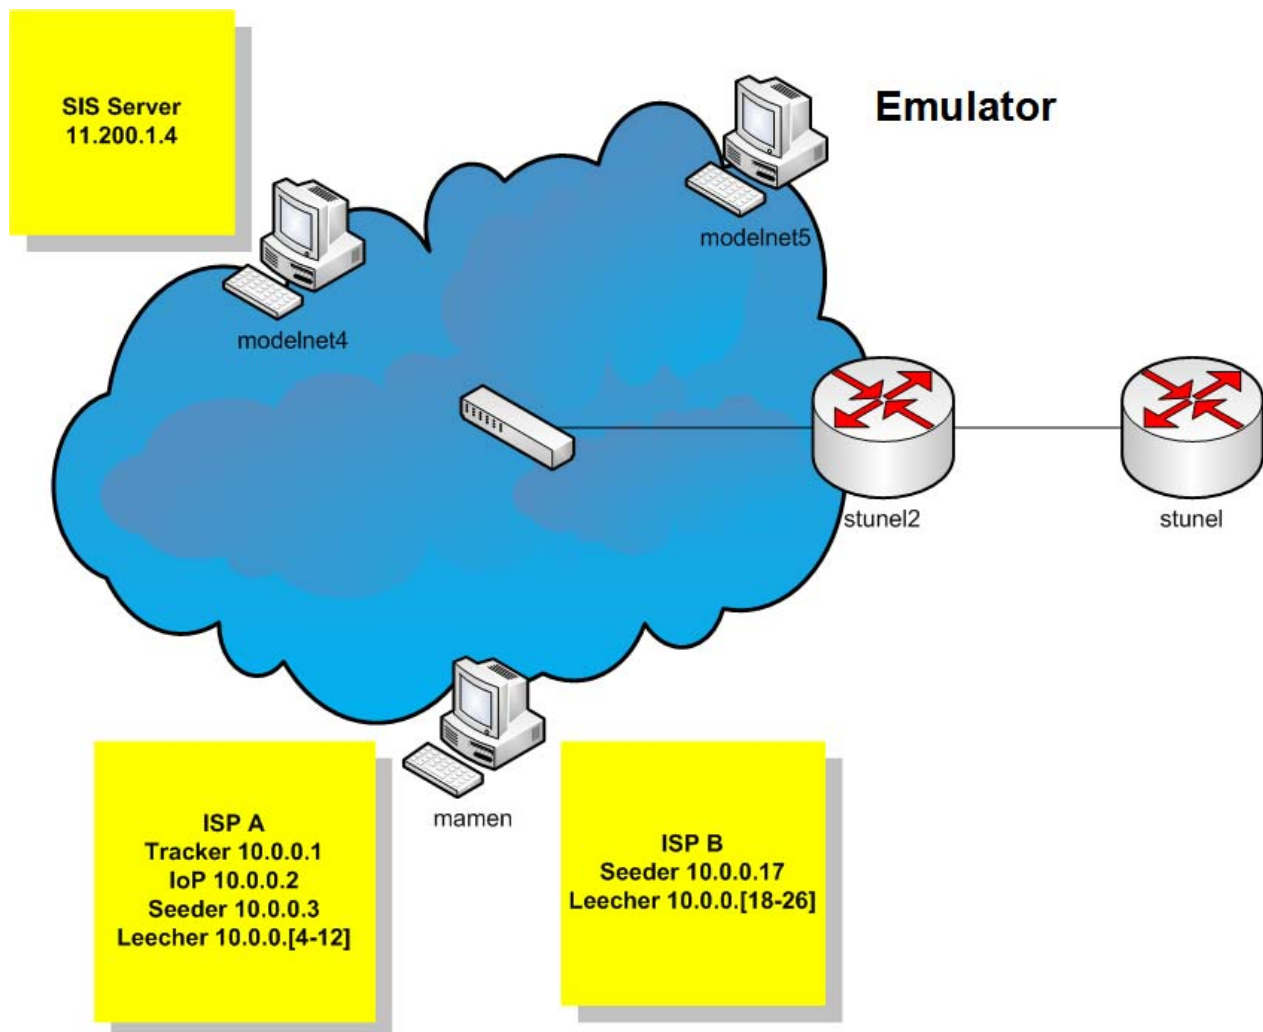 SIS Server
11.200.1.4
Emulator
modelnet5
modelnet4
stunel2
stunel
mamen
ISP A
Tracker 10.0.0.1
IoP 10.0.0.2
Seeder 10.0.0.3
Leecher 10.0.0.[4-12]
ISP B
Seeder 10.0.0.17
Leecher 10.0.0.[18-26]